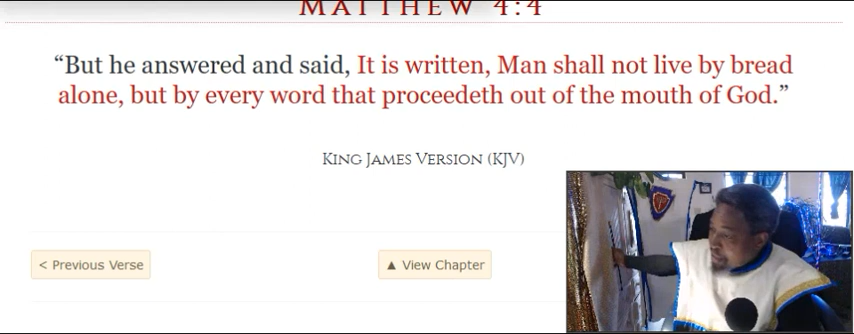 MATTHEW 4:4
“But he answered and said, It is written, Man shall not live by bread
alone, but by every word that proceedeth out of the mouth of God.”
King James Version (KJV)
< Previous Verse
▲ View Chapter